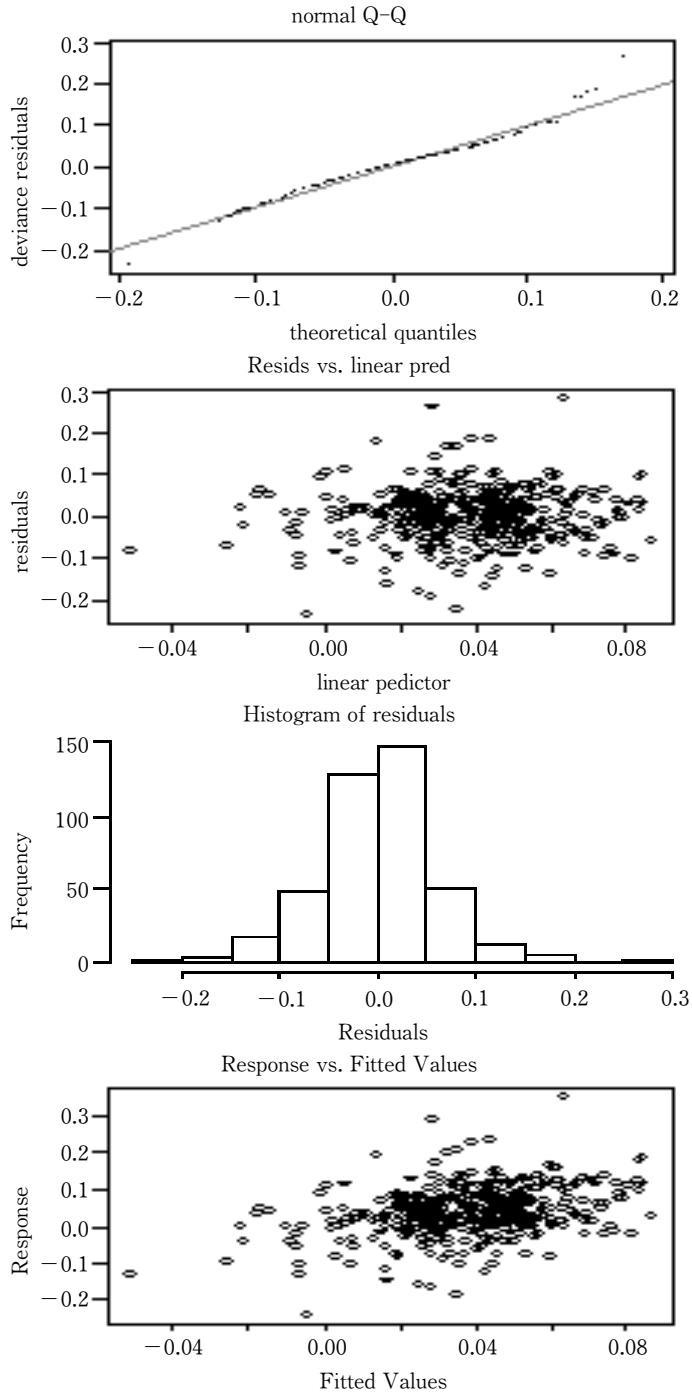 normal Q-Q
deviance residuals
0.3
0.2
0.1
0.0
−0.1
−0.2
−0.2 −0.1 0.0 0.1 0.2
theoretical quantiles
Resids vs. linear pred
residuals
0.3
0.2
0.1
0.0
−0.1
−0.2
−0.04 0.00 0.04 0.08
linear pedictor
Histogram of residuals
Frequency
150
100
50
0
−0.2 −0.1 0.0 0.1 0.2 0.3
Residuals
Response vs. Fitted Values
Response
0.3
0.2
0.1
0.0
−0.1
−0.2
−0.04 0.00 0.04 0.08
Fitted Values